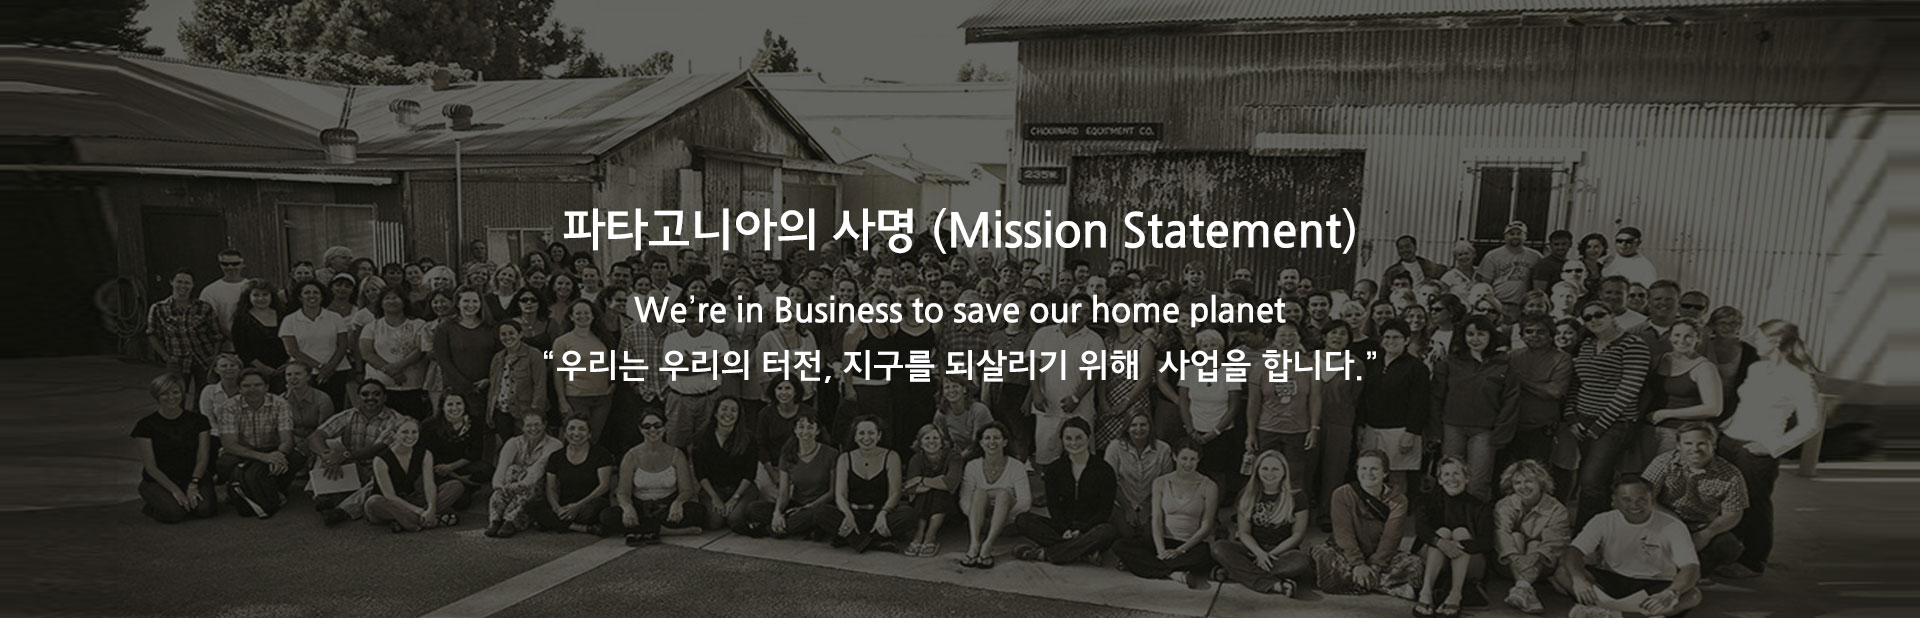 CHOUINARD EQUIPMENT CO.
235W.
파타고니아의 사명 (Mission Statement)
We’re in Business to save our home planet
“우리는 우리의 터전, 지구를 되살리기 위해 사업을 합니다.”